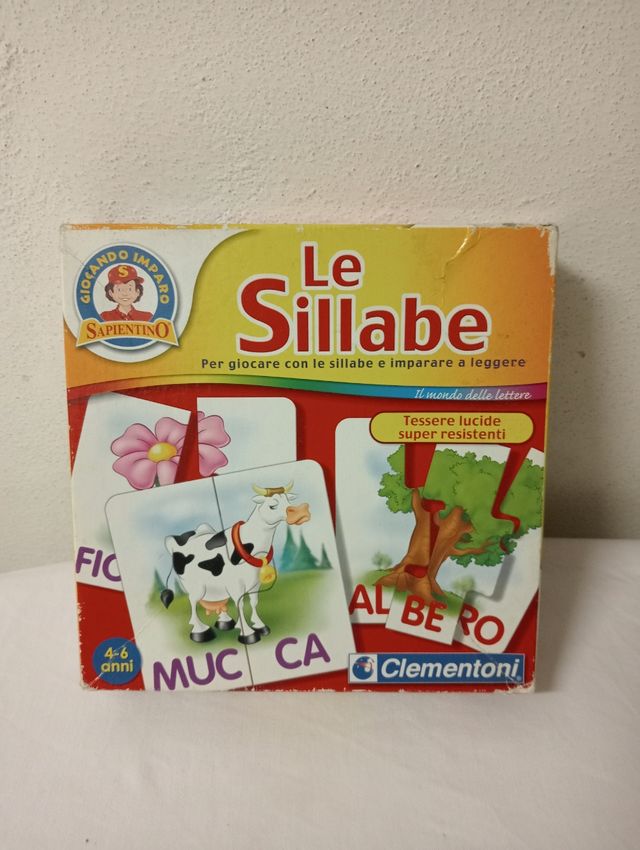 GIOCANDO IMPARO
S
SAPIENTINO
Le
Sillabe
Per giocare con le sillabe e imparare a leggere
Il mondo delle lettere
Tessere lucide
super resistenti
FIO
MUC CA
AL BE RO
4-6
anni
Clementoni